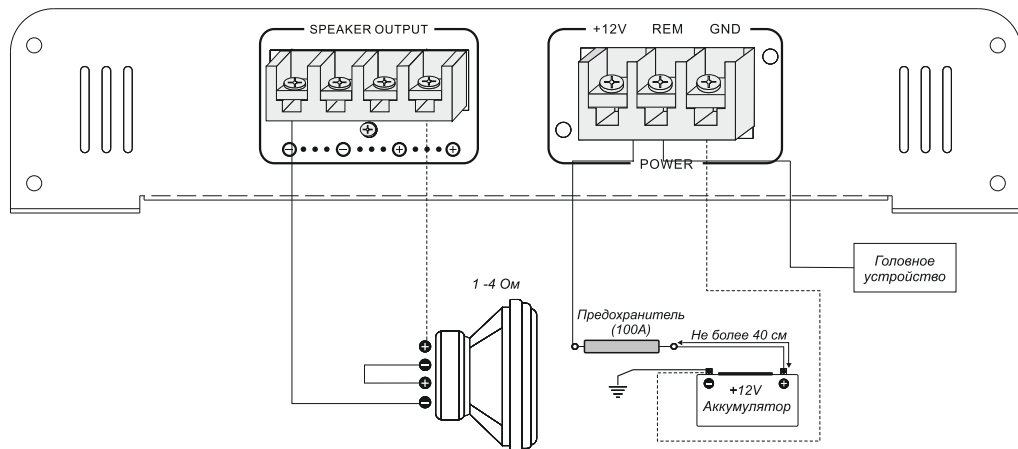 SPEAKER OUTPUT
+12V REM GND
POWER
Головное
устройство
1 -4 Ом
Предохранитель
(100А)
Не более 40 см
+12V
Аккумулятор